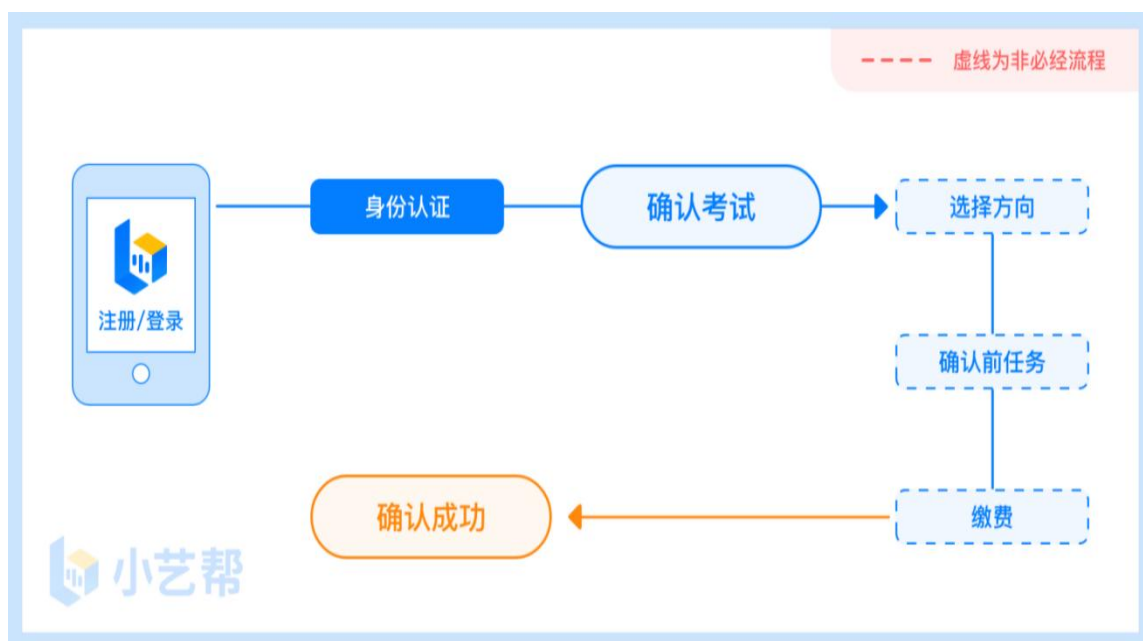 虚线为非必经流程
身份认证
确认考试
选择方向
注册/登录
确认前任务
确认成功
缴费
小艺帮